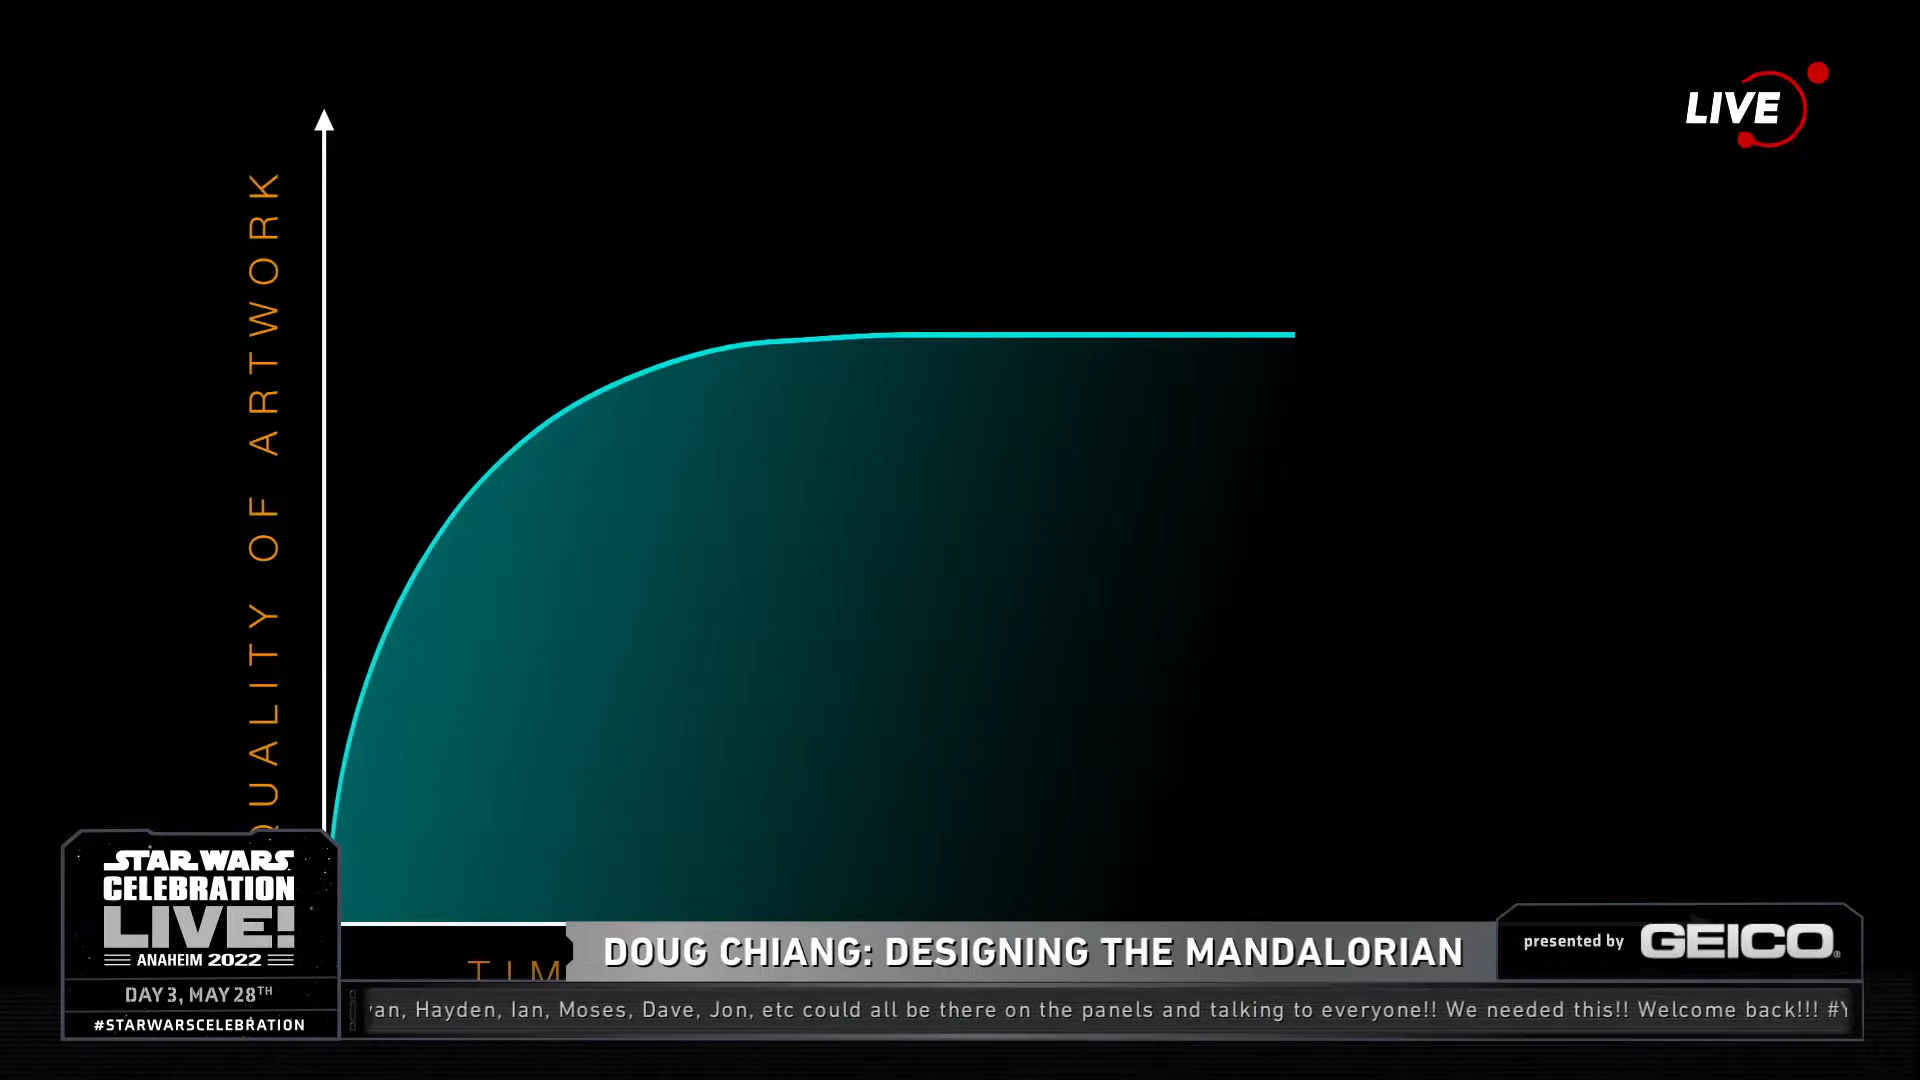 LIVE
QUALITY OF ARTWORK
STAR WARS
CELEBRATION
LIVE!
ANAHEIM 2022
DAY 3, MAY 28TH
#STARWARSCELEBRATION
TIM
DOUG CHIANG: DESIGNING THE MANDALORIAN
presented by GEICO
an, Hayden, Ian, Moses, Dave, Jon, etc could all be there on the panels and talking to everyone!! We needed this!! Welcome back!!! #Y